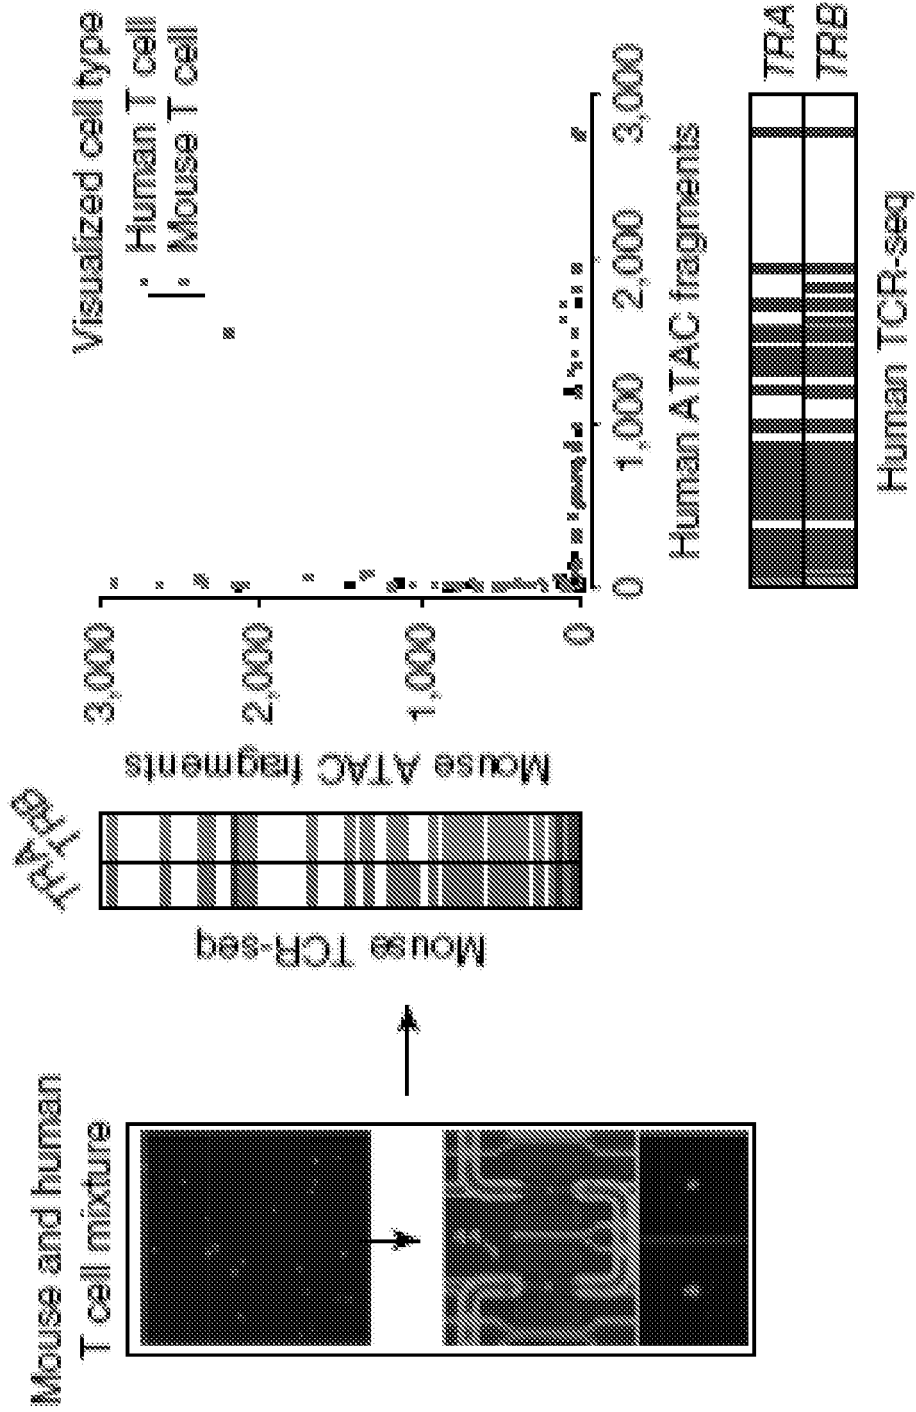 Mouse and human
T cell mixture
Mouse TCR-seq
TRA
TRB
Mouse ATAC fragments
3,000
2,000
1,000
0
Visualized cell type
Human T cell
Mouse T cell
0
1,000
2,000
3,000
Human ATAC fragments
TRA
TRB
Human TCR-seq